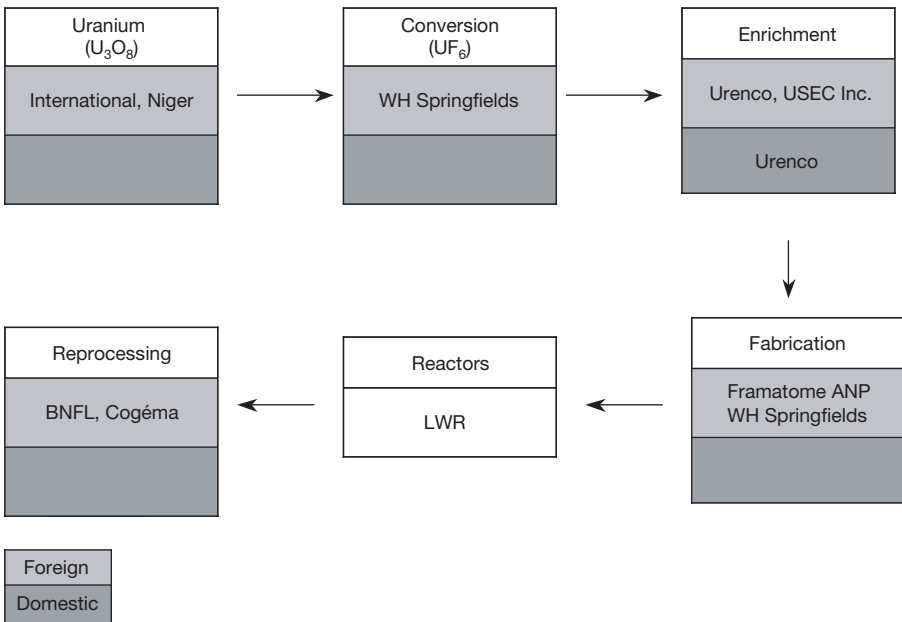 Uranium
(U₃O₈)
International, Niger
Conversion
(UF₆)
WH Springfields
Enrichment
Urenco, USEC Inc.
Urenco
Fabrication
Framatome ANP
WH Springfields
Reactors
LWR
Reprocessing
BNFL, Cogéma
Foreign
Domestic